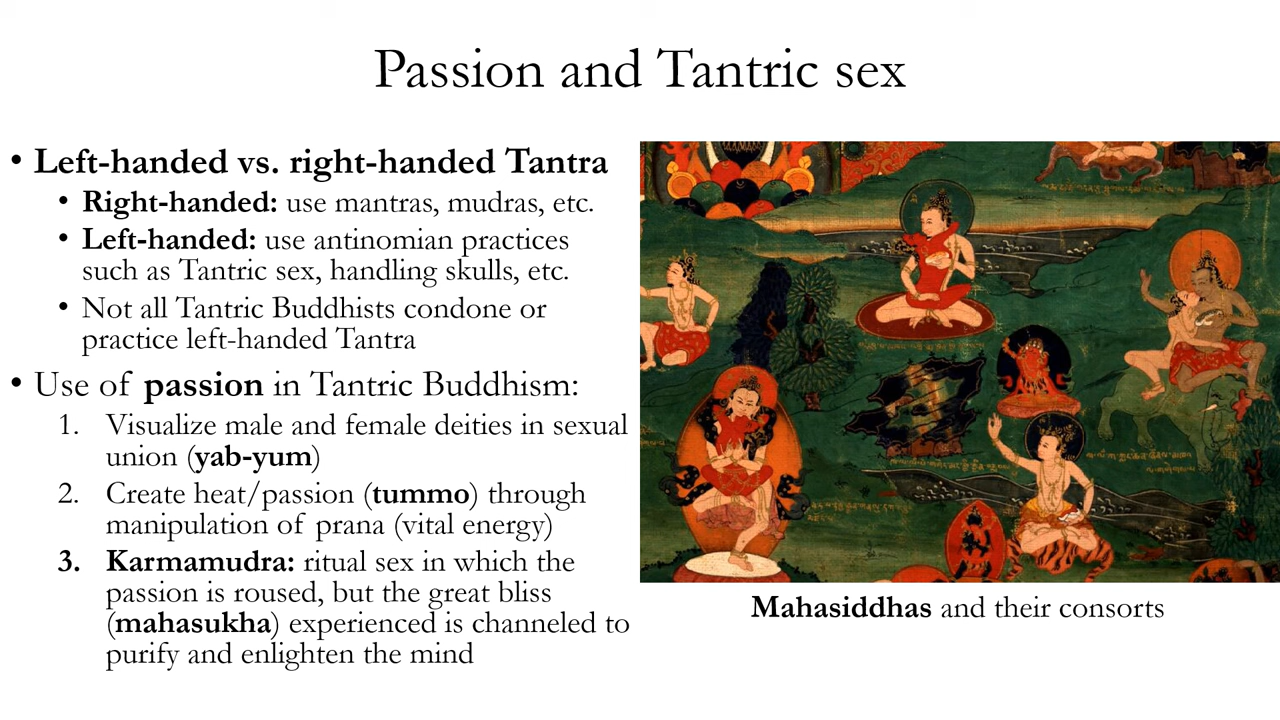 Passion and Tantric sex
• Left-handed vs. right-handed Tantra
• Right-handed: use mantras, mudras, etc.
• Left-handed: use antinomian practices
such as Tantric sex, handling skulls, etc.
• Not all Tantric Buddhists condone or
practice left-handed Tantra
• Use of passion in Tantric Buddhism:
1. Visualize male and female deities in sexual
union (yab-yum)
2. Create heat/passion (tummo) through
manipulation of prana (vital energy)
3. Karmamudra: ritual sex in which the
passion is roused, but the great bliss
(mahasukha) experienced is channeled to
purify and enlighten the mind
Mahasiddhas and their consorts